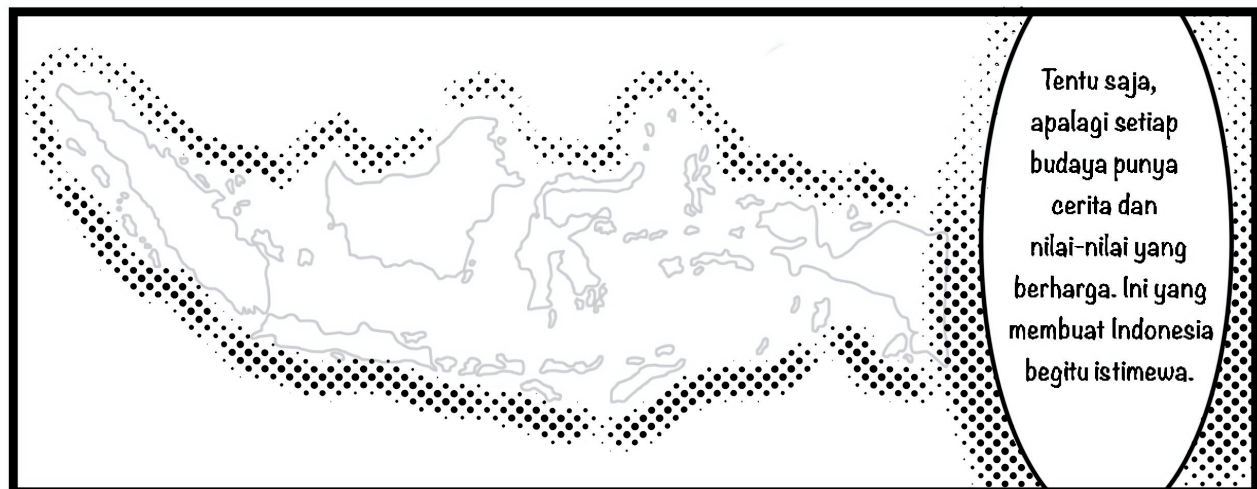 Tentu saja,
apalagi setiap
budaya punya
cerita dan
nilai-nilai yang
berharga. Ini yang
membuat Indonesia
begitu istimewa.